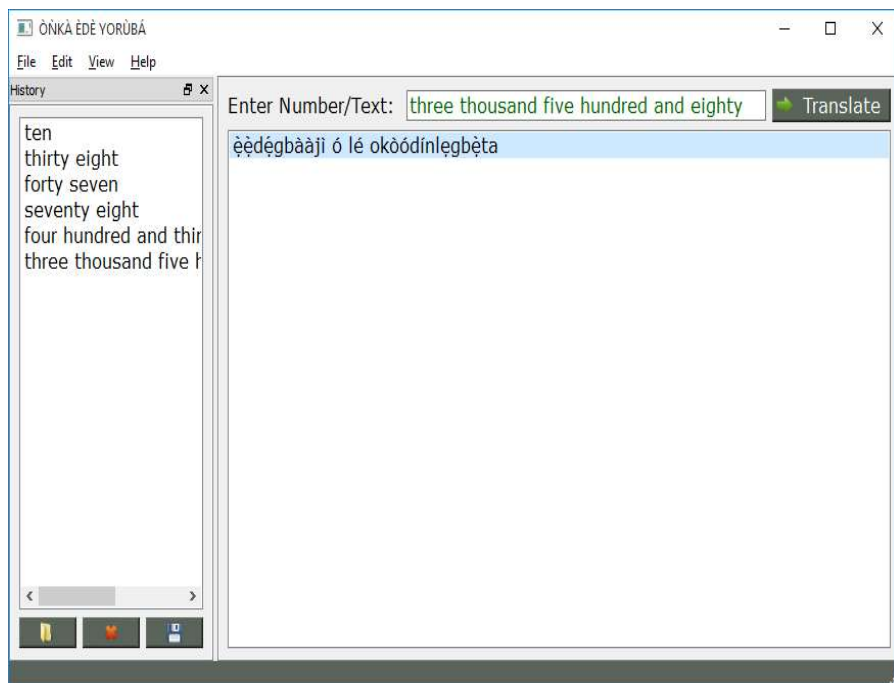 ÒǸKÀ ÈDÈ YORÙBÁ
File Edit View Help
History
ten
thirty eight
forty seven
seventy eight
four hundred and thir
three thousand five h
Enter Number/Text: three thousand five hundred and eighty Translate
ẹ̀ẹ̀dẹ́gbààjì ó lé okòódínlẹgbẹ̀ta